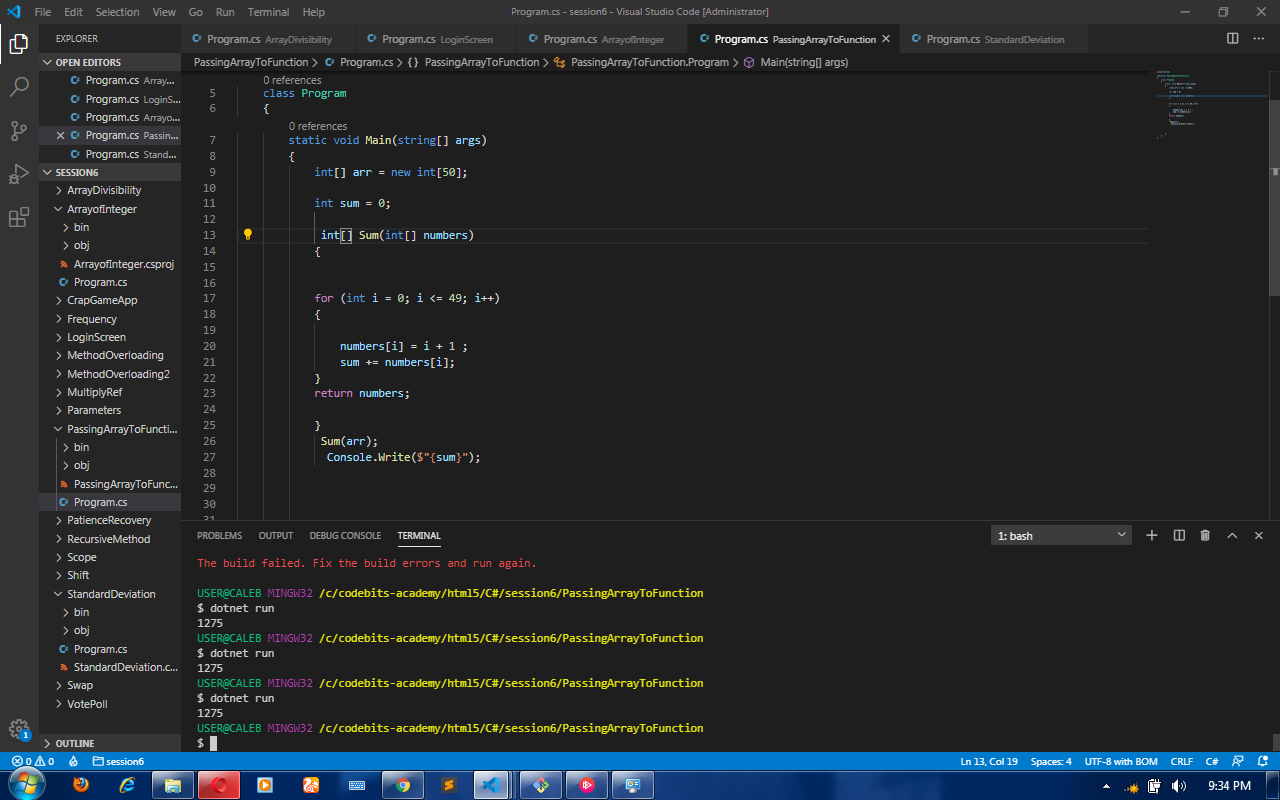 File Edit Selection View Go Run Terminal Help Program.cs - session6 - Visual Studio Code [Administrator]
EXPLORER
Program.cs ArrayDivisibility Program.cs LoginScreen Program.cs ArrayofInteger Program.cs PassingArrayToFunction Program.cs StandardDeviation
OPEN EDITORS
Program.cs Array...
Program.cs LoginS...
Program.cs Arrayo...
Program.cs Passin...
Program.cs Stand...
SESSION6
ArrayDivisibility
ArrayofInteger
bin
obj
ArrayofInteger.csproj
Program.cs
CrapGameApp
Frequency
LoginScreen
MethodOverloading
MethodOverloading2
MultiplyRef
Parameters
PassingArrayToFuncti...
bin
obj
PassingArrayToFunc...
Program.cs
PatienceRecovery
RecursiveMethod
Scope
Shift
StandardDeviation
bin
obj
Program.cs
StandardDeviation.c...
Swap
VotePoll
OUTLINE
PassingArrayToFunction > Program.cs > {} PassingArrayToFunction > PassingArrayToFunction.Program > Main(string[] args)
0 references
5 class Program
6 {
0 references
7 static void Main(string[] args)
8 {
9 int[] arr = new int[50];
10
11 int sum = 0;
12
13 int[] Sum(int[] numbers)
14 {
15
16
17 for (int i = 0; i <= 49; i++)
18 {
19
20 numbers[i] = i + 1 ;
21 sum += numbers[i];
22 }
23 return numbers;
24
25 }
26 Sum(arr);
27 Console.Write($"{sum}");
28
29
30
31
PROBLEMS OUTPUT DEBUG CONSOLE TERMINAL 1: bash
The build failed. Fix the build errors and run again.
USER@CALEB MINGW32 /c/codebits-academy/html5/C#/session6/PassingArrayToFunction
$ dotnet run
1275
USER@CALEB MINGW32 /c/codebits-academy/html5/C#/session6/PassingArrayToFunction
$ dotnet run
1275
USER@CALEB MINGW32 /c/codebits-academy/html5/C#/session6/PassingArrayToFunction
$ dotnet run
1275
USER@CALEB MINGW32 /c/codebits-academy/html5/C#/session6/PassingArrayToFunction
$
1
0 0 session6 Ln 13, Col 19 Spaces: 4 UTF-8 with BOM CRLF C#
9:34 PM